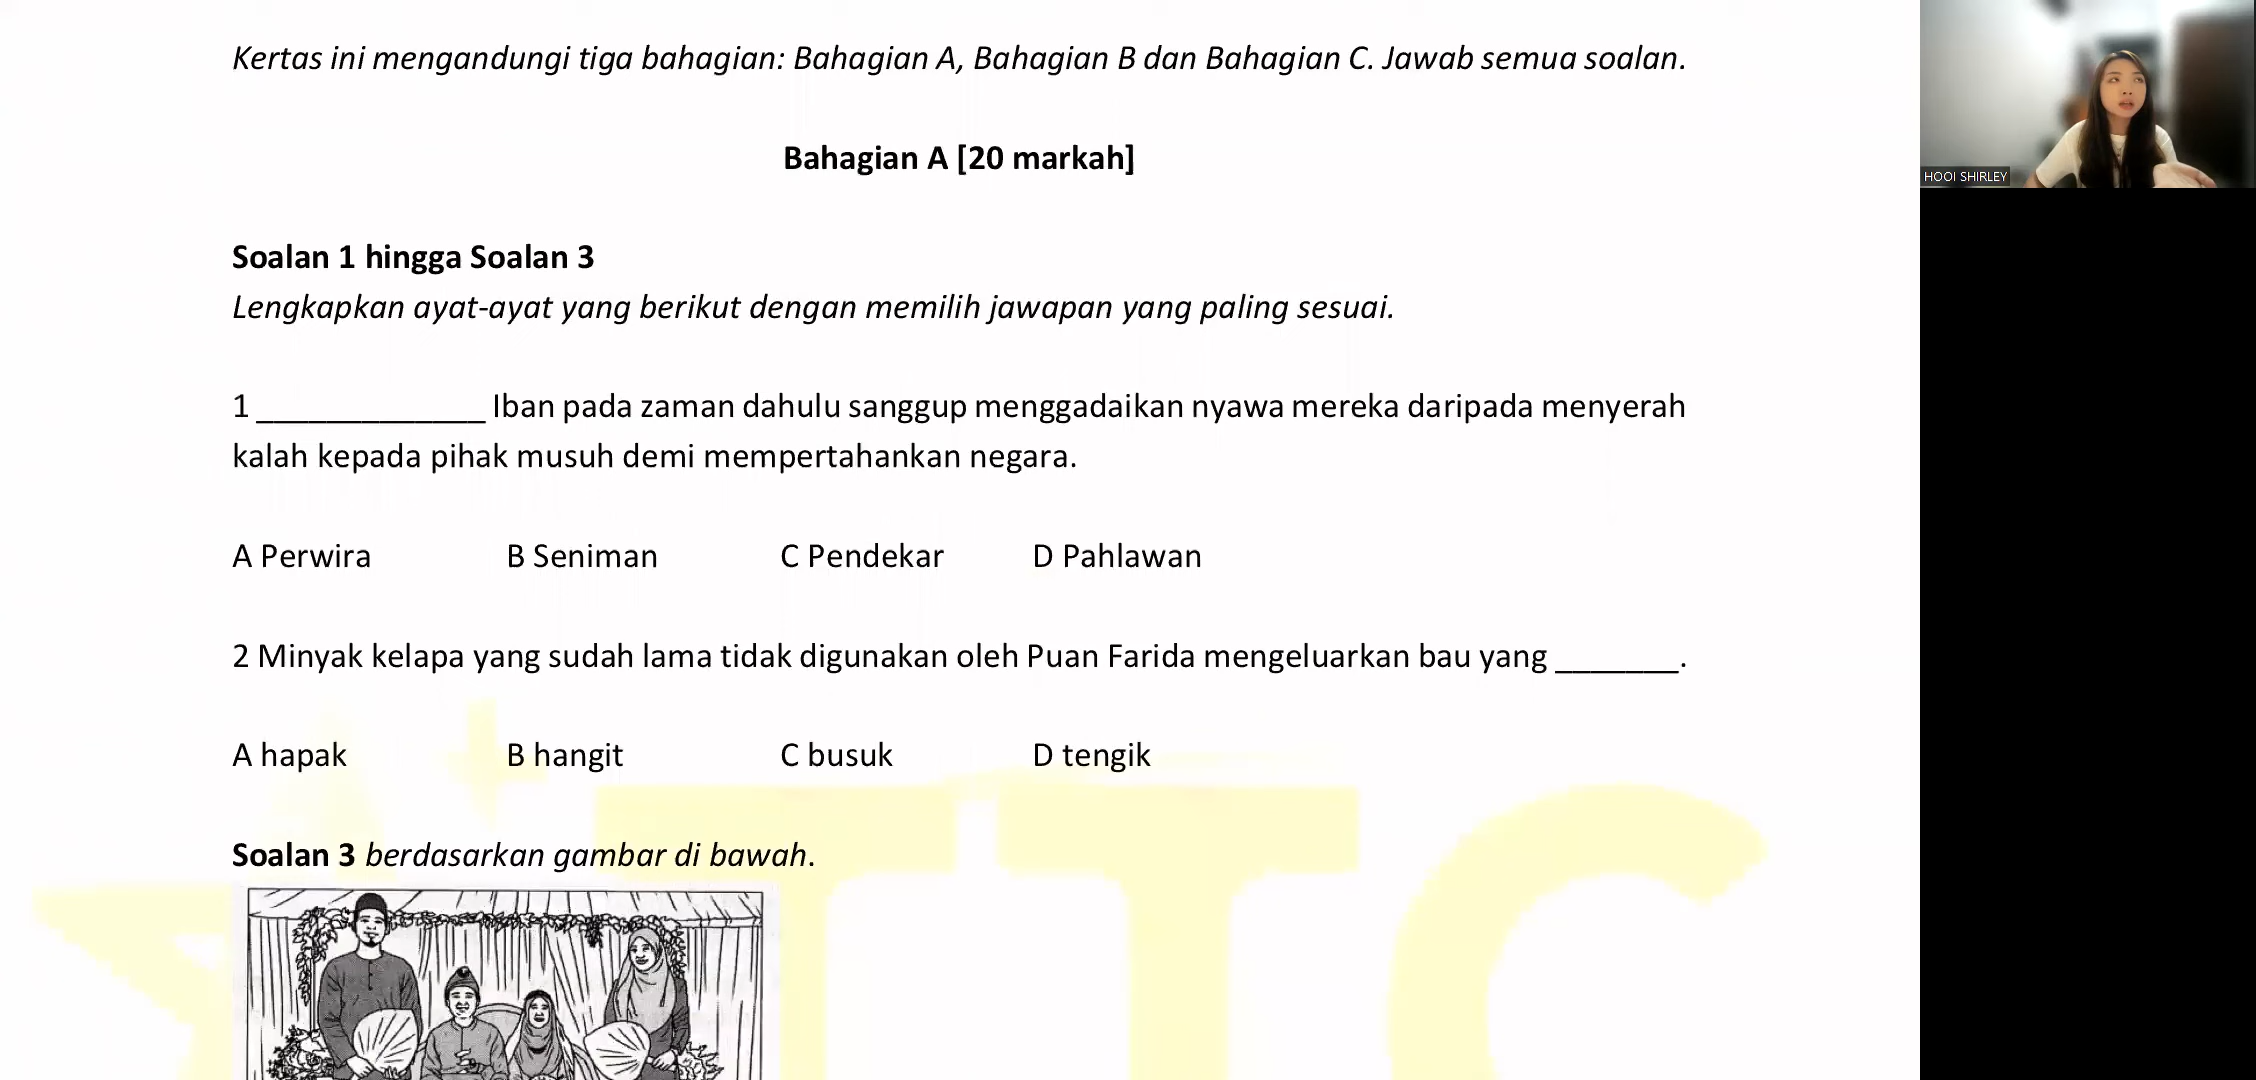 Kertas ini mengandungi tiga bahagian: Bahagian A, Bahagian B dan Bahagian C. Jawab semua soalan.
Bahagian A [20 markah]
Soalan 1 hingga Soalan 3
Lengkapkan ayat-ayat yang berikut dengan memilih jawapan yang paling sesuai.
1 _____________ Iban pada zaman dahulu sanggup menggadaikan nyawa mereka daripada menyerah
kalah kepada pihak musuh demi mempertahankan negara.
A Perwira B Seniman C Pendekar D Pahlawan
2 Minyak kelapa yang sudah lama tidak digunakan oleh Puan Farida mengeluarkan bau yang _______.
A hapak B hangit C busuk D tengik
Soalan 3 berdasarkan gambar di bawah.
TTC
HOOI SHIRLEY